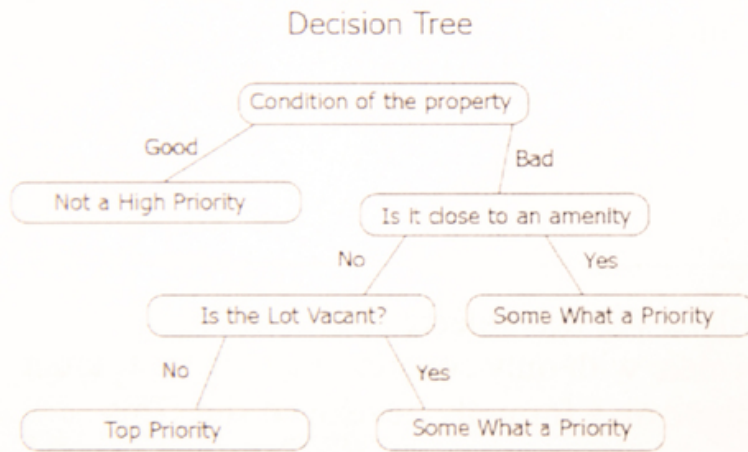 Decision Tree
Condition of the property
Good
Bad
Not a High Priority
Is it close to an amenity
No
Yes
Is the Lot Vacant?
Some What a Priority
No
Yes
Top Priority
Some What a Priority